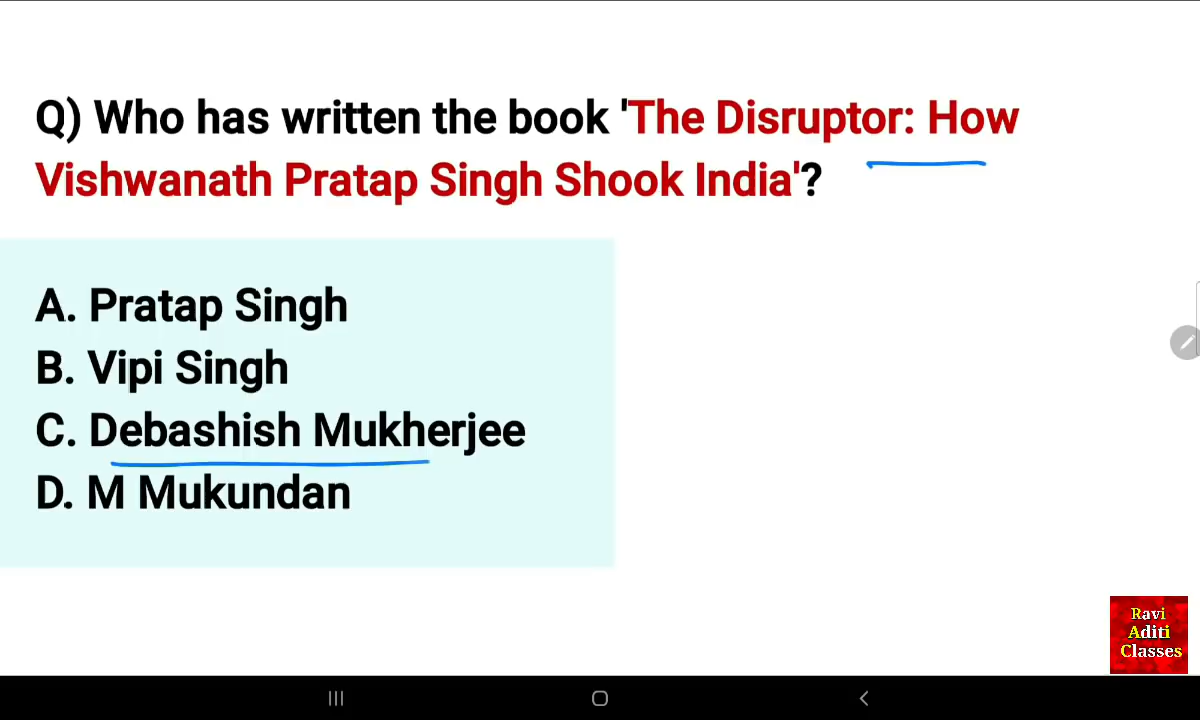 Q) Who has written the book 'The Disruptor: How
Vishwanath Pratap Singh Shook India'?
A. Pratap Singh
B. Vipi Singh
C. Debashish Mukherjee
D. M Mukundan
Ravi
Aditi
Classes